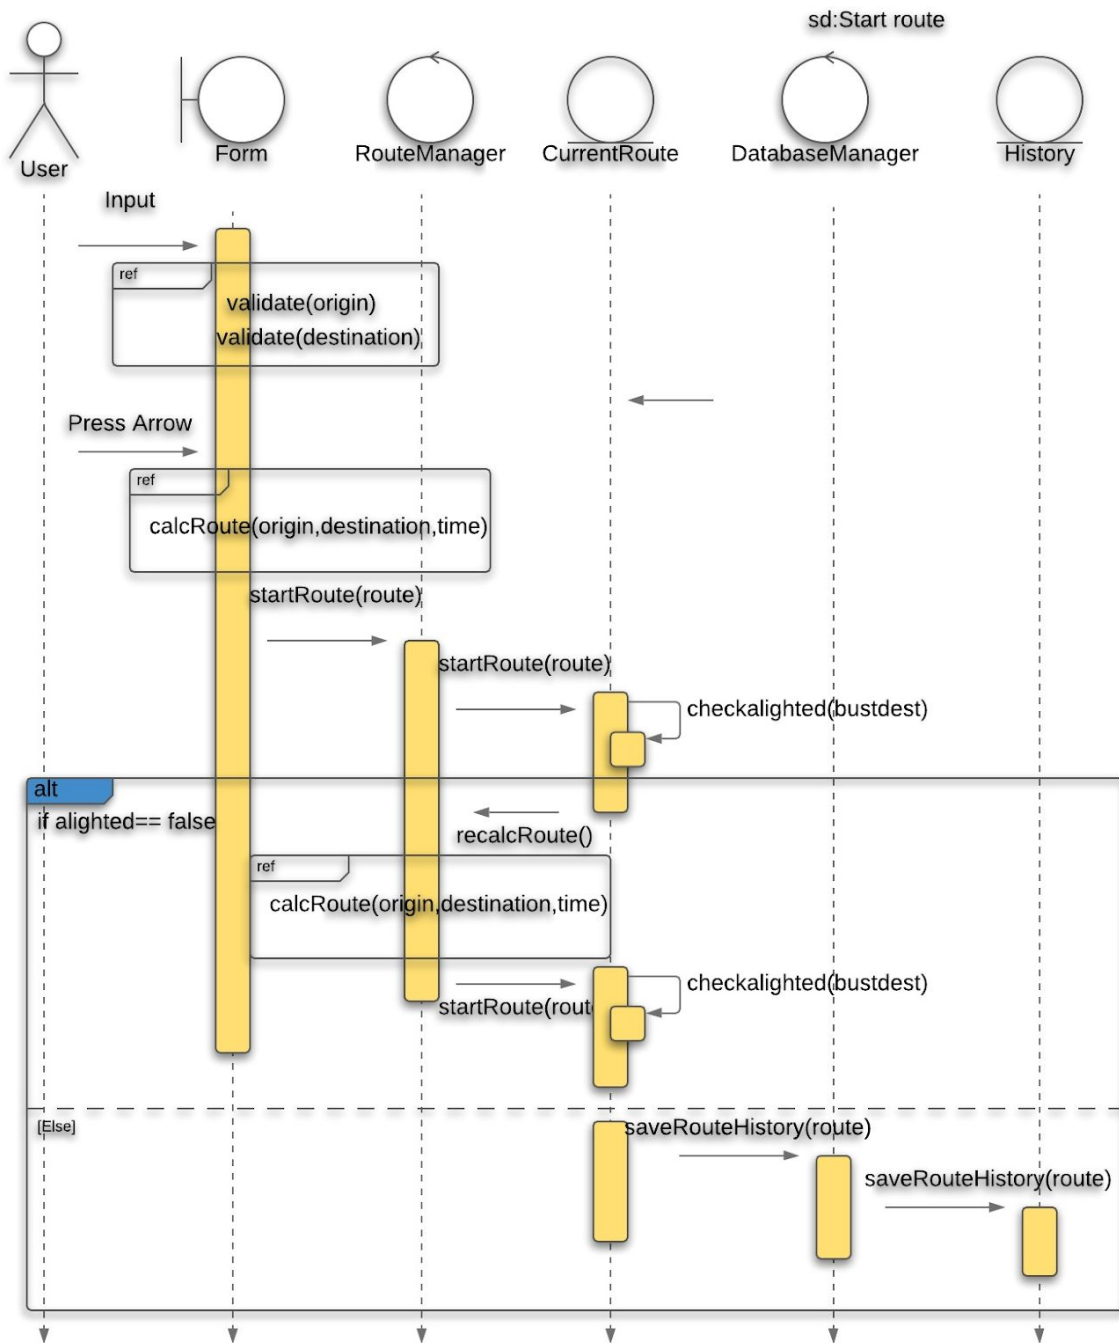 sd:Start route
User
Form
RouteManager
CurrentRoute
DatabaseManager
History
Input
ref
validate(origin)
validate(destination)
Press Arrow
ref
calcRoute(origin,destination,time)
startRoute(route)
startRoute(route)
checkalighted(bustdest)
alt
if alighted== false
recalcRoute()
ref
calcRoute(origin,destination,time)
checkalighted(bustdest)
startRoute(rout
[Else]
saveRouteHistory(route)
saveRouteHistory(route)